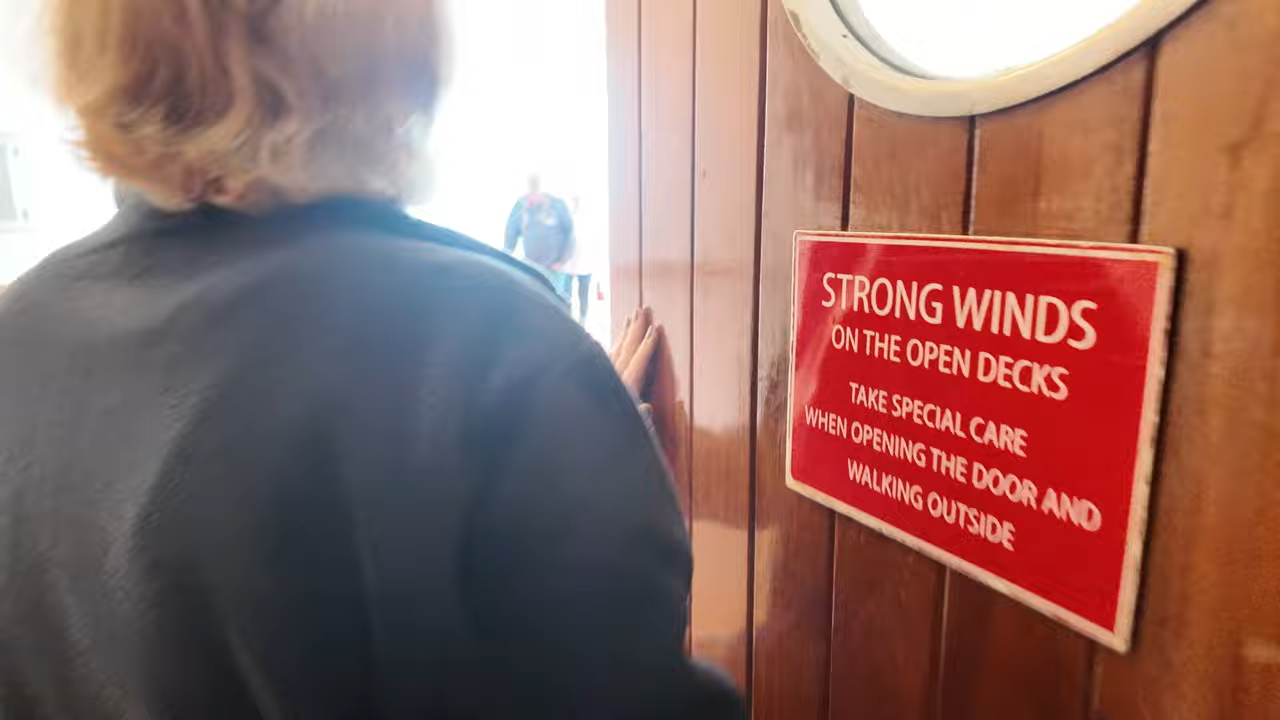 STRONG WINDS
ON THE OPEN DECKS
TAKE SPECIAL CARE
WHEN OPENING THE DOOR AND
WALKING OUTSIDE